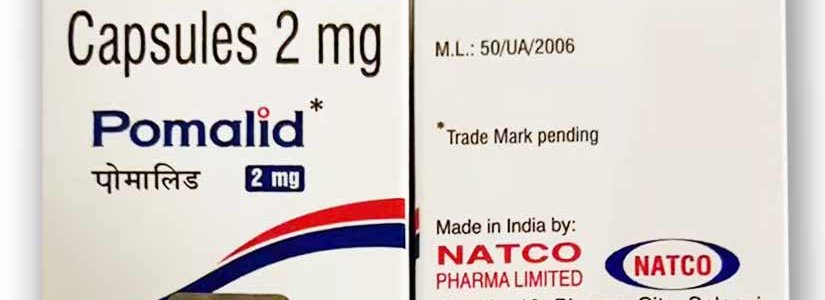 Capsules 2 mg
Pomalid*
पोमालिड 2 mg
M.L.: 50/UA/2006
*Trade Mark pending
Made in India by:
NATCO
PHARMA LIMITED
NATCO